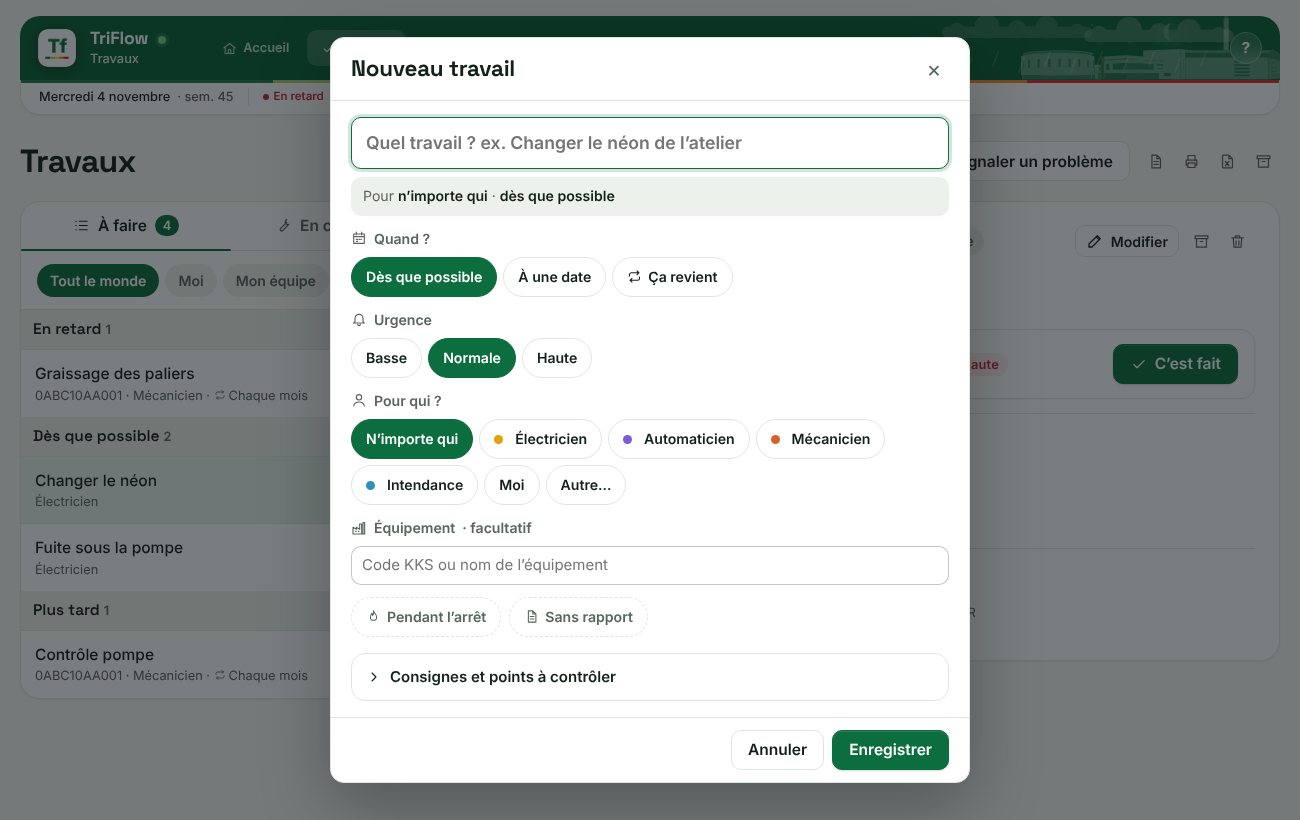 Tf
TriFlow
Travaux
Accueil
?
Mercredi 4 novembre · sem. 45
En retard
Travaux
gnaler un problème
À faire 4
En c
Tout le monde
Moi
Mon équipe
En retard 1
Graissage des paliers
0ABC10AA001 · Mécanicien · Chaque mois
Dès que possible 2
Changer le néon
Électricien
Fuite sous la pompe
Électricien
Plus tard 1
Contrôle pompe
0ABC10AA001 · Mécanicien · Chaque mois
Modifier
aute
C’est fait
Nouveau travail
Quel travail ? ex. Changer le néon de l’atelier
Pour n’importe qui · dès que possible
Quand ?
Dès que possible
À une date
Ça revient
Urgence
Basse
Normale
Haute
Pour qui ?
N’importe qui
Électricien
Automaticien
Mécanicien
Intendance
Moi
Autre…
Équipement · facultatif
Code KKS ou nom de l’équipement
Pendant l’arrêt
Sans rapport
Consignes et points à contrôler
Annuler
Enregistrer